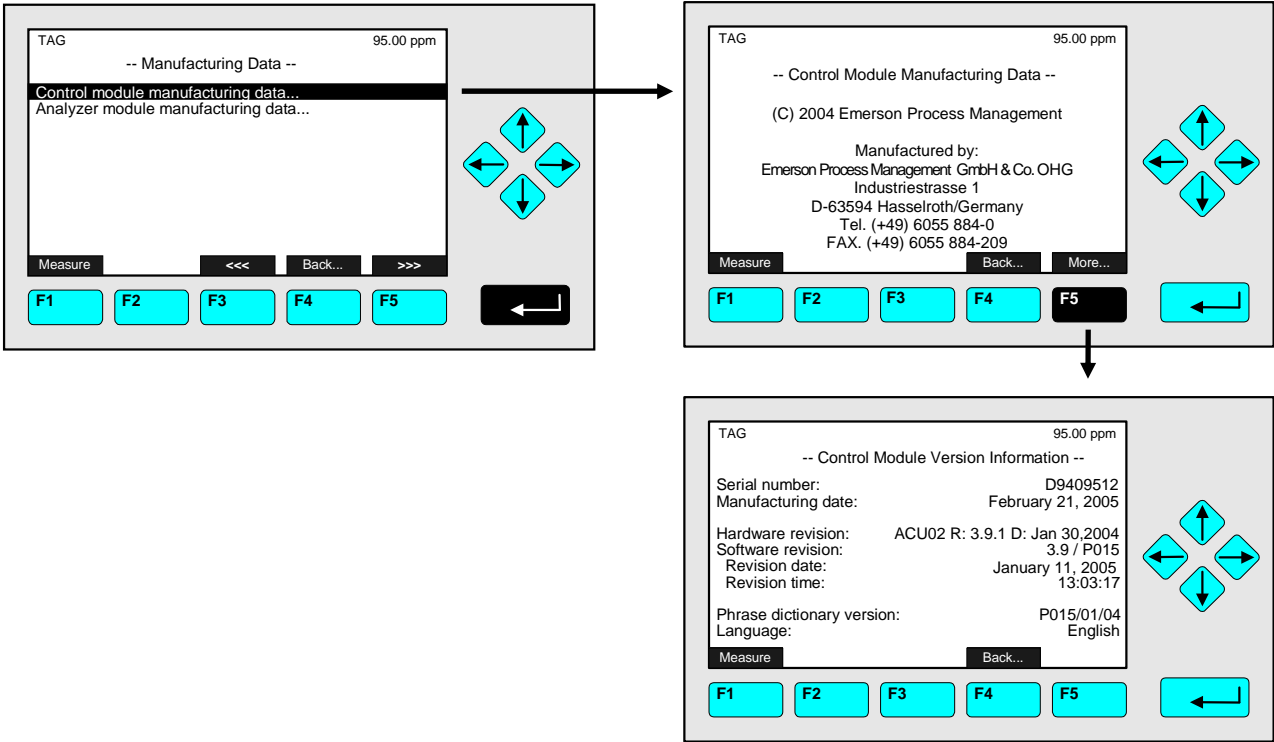 TAG 95.00 ppm
-- Manufacturing Data --
Control module manufacturing data...
Analyzer module manufacturing data...
Measure <<< Back... >>>
F1 F2 F3 F4 F5
TAG 95.00 ppm
-- Control Module Manufacturing Data --
(C) 2004 Emerson Process Management
Manufactured by:
Emerson Process Management GmbH & Co. OHG
Industriestrasse 1
D-63594 Hasselroth/Germany
Tel. (+49) 6055 884-0
FAX. (+49) 6055 884-209
Measure Back... More...
F1 F2 F3 F4 F5
TAG 95.00 ppm
-- Control Module Version Information --
Serial number: D9409512
Manufacturing date: February 21, 2005
Hardware revision: ACU02 R: 3.9.1 D: Jan 30,2004
Software revision: 3.9 / P015
Revision date: January 11, 2005
Revision time: 13:03:17
Phrase dictionary version: P015/01/04
Language: English
Measure Back...
F1 F2 F3 F4 F5